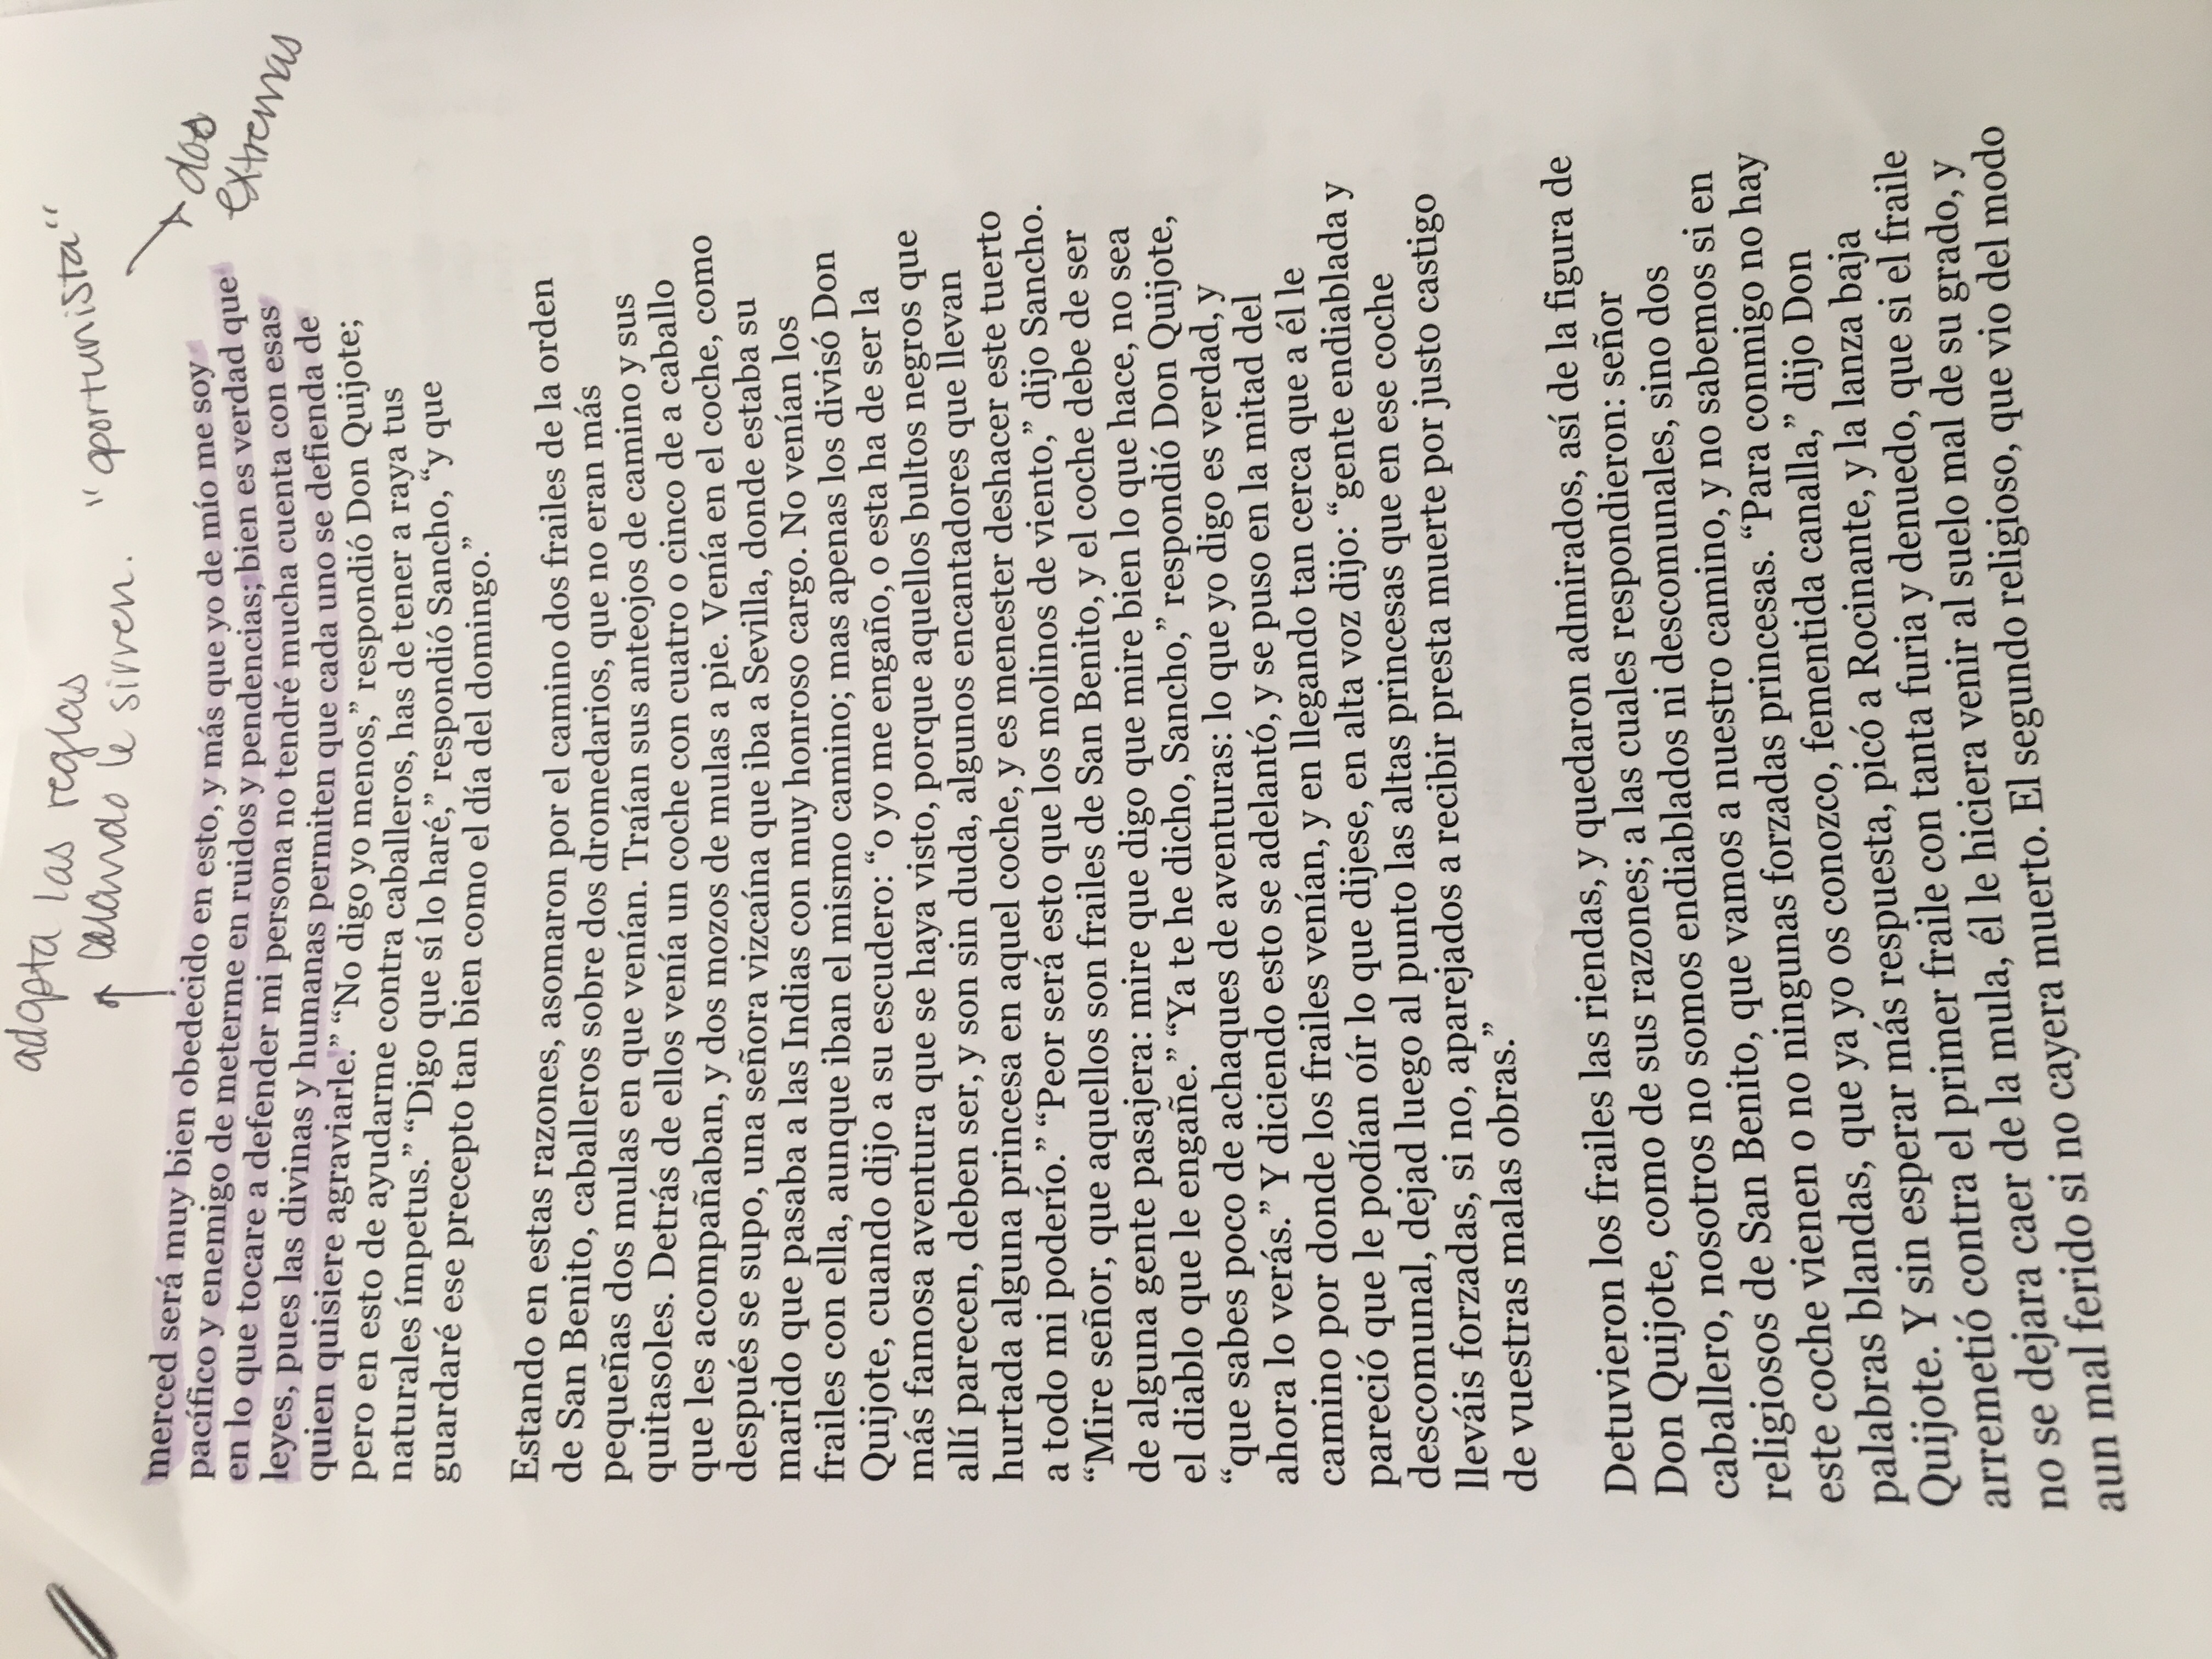 adopta las reglas
cuando le sirven. "oportunista"
dos
extremas
merced será muy bien obedecido en esto, y más que yo de mío me soy
pacífico y enemigo de meterme en ruidos y pendencias; bien es verdad que
en lo que tocare a defender mi persona no tendré mucha cuenta con esas
leyes, pues las divinas y humanas permiten que cada uno se defienda de
quien quisiere agraviarle.” “No digo yo menos,” respondió Don Quijote;
pero en esto de ayudarme contra caballeros, has de tener a raya tus
naturales ímpetus.” “Digo que sí lo haré,” respondió Sancho, “y que
guardaré ese precepto tan bien como el día del domingo.”
Estando en estas razones, asomaron por el camino dos frailes de la orden
de San Benito, caballeros sobre dos dromedarios, que no eran más
pequeñas dos mulas en que venían. Traían sus anteojos de camino y sus
quitasoles. Detrás de ellos venía un coche con cuatro o cinco de a caballo
que les acompañaban, y dos mozos de mulas a pie. Venía en el coche, como
después se supo, una señora vizcaína que iba a Sevilla, donde estaba su
marido que pasaba a las Indias con muy honroso cargo. No venían los
frailes con ella, aunque iban el mismo camino; mas apenas los divisó Don
Quijote, cuando dijo a su escudero: “o yo me engaño, o esta ha de ser la
más famosa aventura que se haya visto, porque aquellos bultos negros que
allí parecen, deben ser, y son sin duda, algunos encantadores que llevan
hurtada alguna princesa en aquel coche, y es menester deshacer este tuerto
a todo mi poderío.” “Peor será esto que los molinos de viento,” dijo Sancho.
“Mire señor, que aquellos son frailes de San Benito, y el coche debe de ser
de alguna gente pasajera: mire que digo que mire bien lo que hace, no sea
el diablo que le engañe.” “Ya te he dicho, Sancho,” respondió Don Quijote,
“que sabes poco de achaques de aventuras: lo que yo digo es verdad, y
ahora lo verás.” Y diciendo esto se adelantó, y se puso en la mitad del
camino por donde los frailes venían, y en llegando tan cerca que a él le
pareció que le podían oír lo que dijese, en alta voz dijo: “gente endiablada y
descomunal, dejad luego al punto las altas princesas que en ese coche
lleváis forzadas, si no, aparejados a recibir presta muerte por justo castigo
de vuestras malas obras.”
Detuvieron los frailes las riendas, y quedaron admirados, así de la figura de
Don Quijote, como de sus razones; a las cuales respondieron: señor
caballero, nosotros no somos endiablados ni descomunales, sino dos
religiosos de San Benito, que vamos a nuestro camino, y no sabemos si en
este coche vienen o no ningunas forzadas princesas. “Para conmigo no hay
palabras blandas, que ya yo os conozco, fementida canalla,” dijo Don
Quijote. Y sin esperar más respuesta, picó a Rocinante, y la lanza baja
arremetió contra el primer fraile con tanta furia y denuedo, que si el fraile
no se dejara caer de la mula, él le hiciera venir al suelo mal de su grado, y
aun mal ferido si no cayera muerto. El segundo religioso, que vio del modo